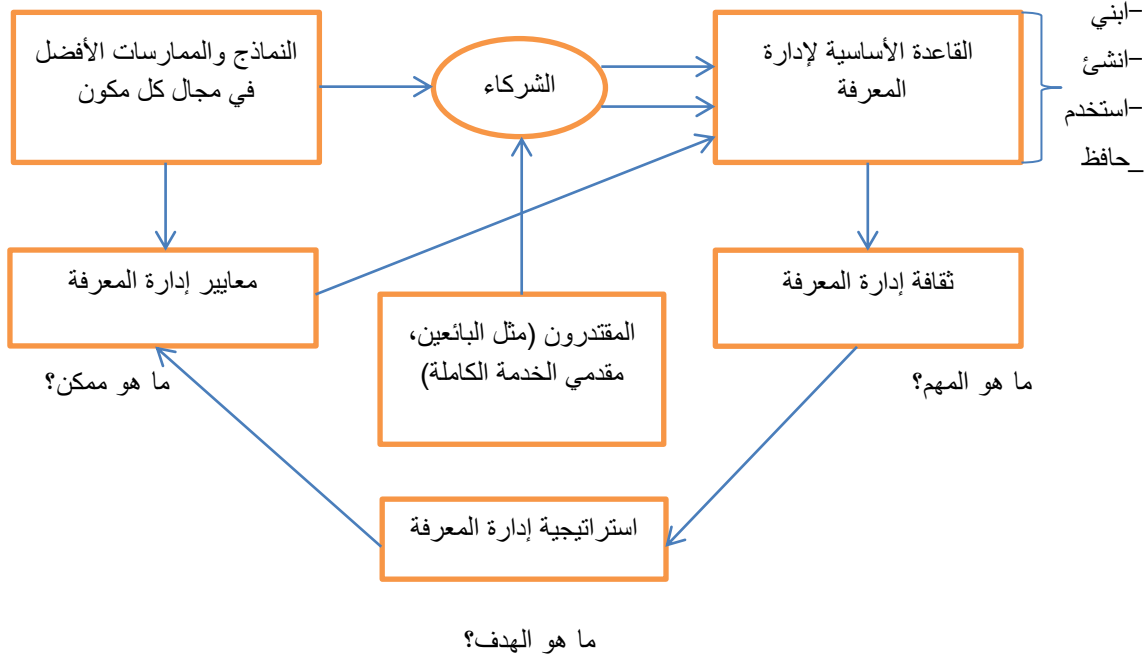 النماذج والممارسات الأفضل
في مجال كل مكون
الشركاء
القاعدة الأساسية لإدارة
المعرفة
–ابني
–انشئ
–استخدم
_حافظ
معايير إدارة المعرفة
المقتدرون (مثل البائعين،
مقدمي الخدمة الكاملة)
ثقافة إدارة المعرفة
ما هو ممكن؟
ما هو المهم؟
استراتيجية إدارة المعرفة
ما هو الهدف؟